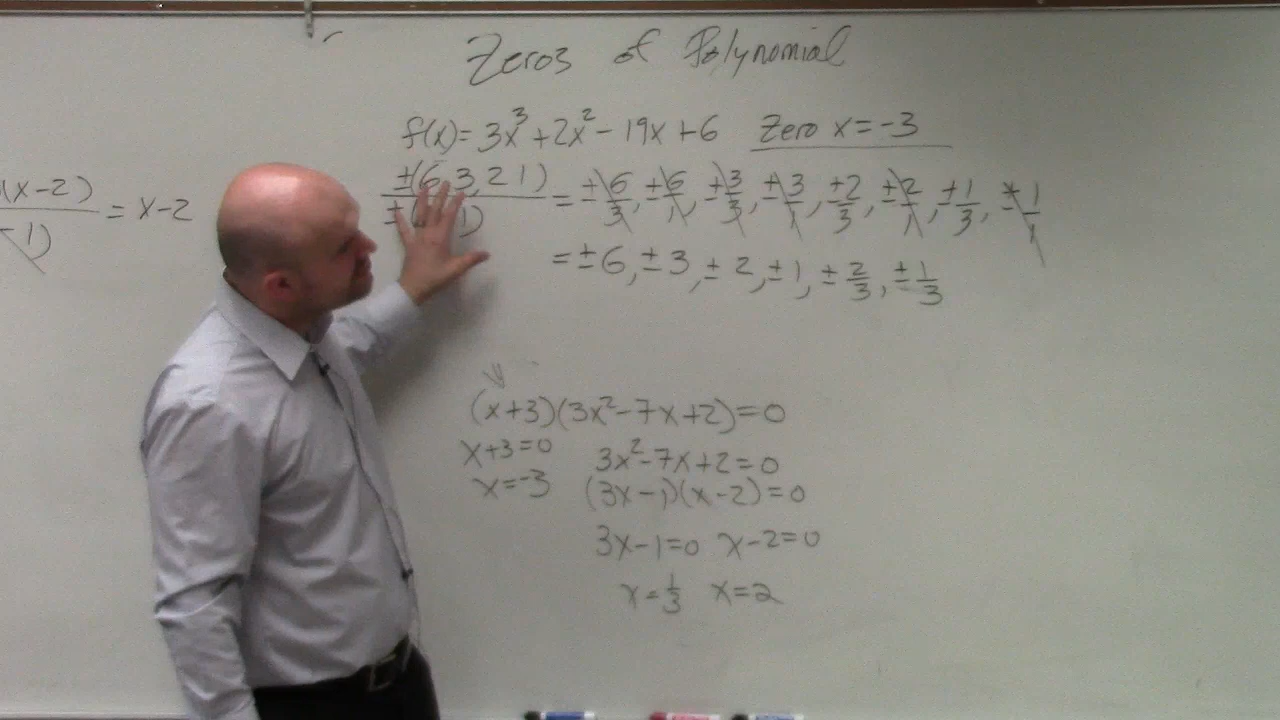 Zeros of Polynomial
f(x)= 3x³+2x²-19x+6 Zero x=-3
±(6,3,2 1) = ±6/3, ±6/1, ±3/3, ±3/1, ±2/3, ±2/1, ±1/3, ±1/1
±( 1)
= ±6, ±3, ±2, ±1, ±2/3, ±1/3
(x-2) = x-2
1)
(x+3)(3x²-7x+2)=0
x+3=0 3x²-7x+2=0
x=-3 (3x-1)(x-2)=0
3x-1=0 x-2=0
x=1/3 x=2